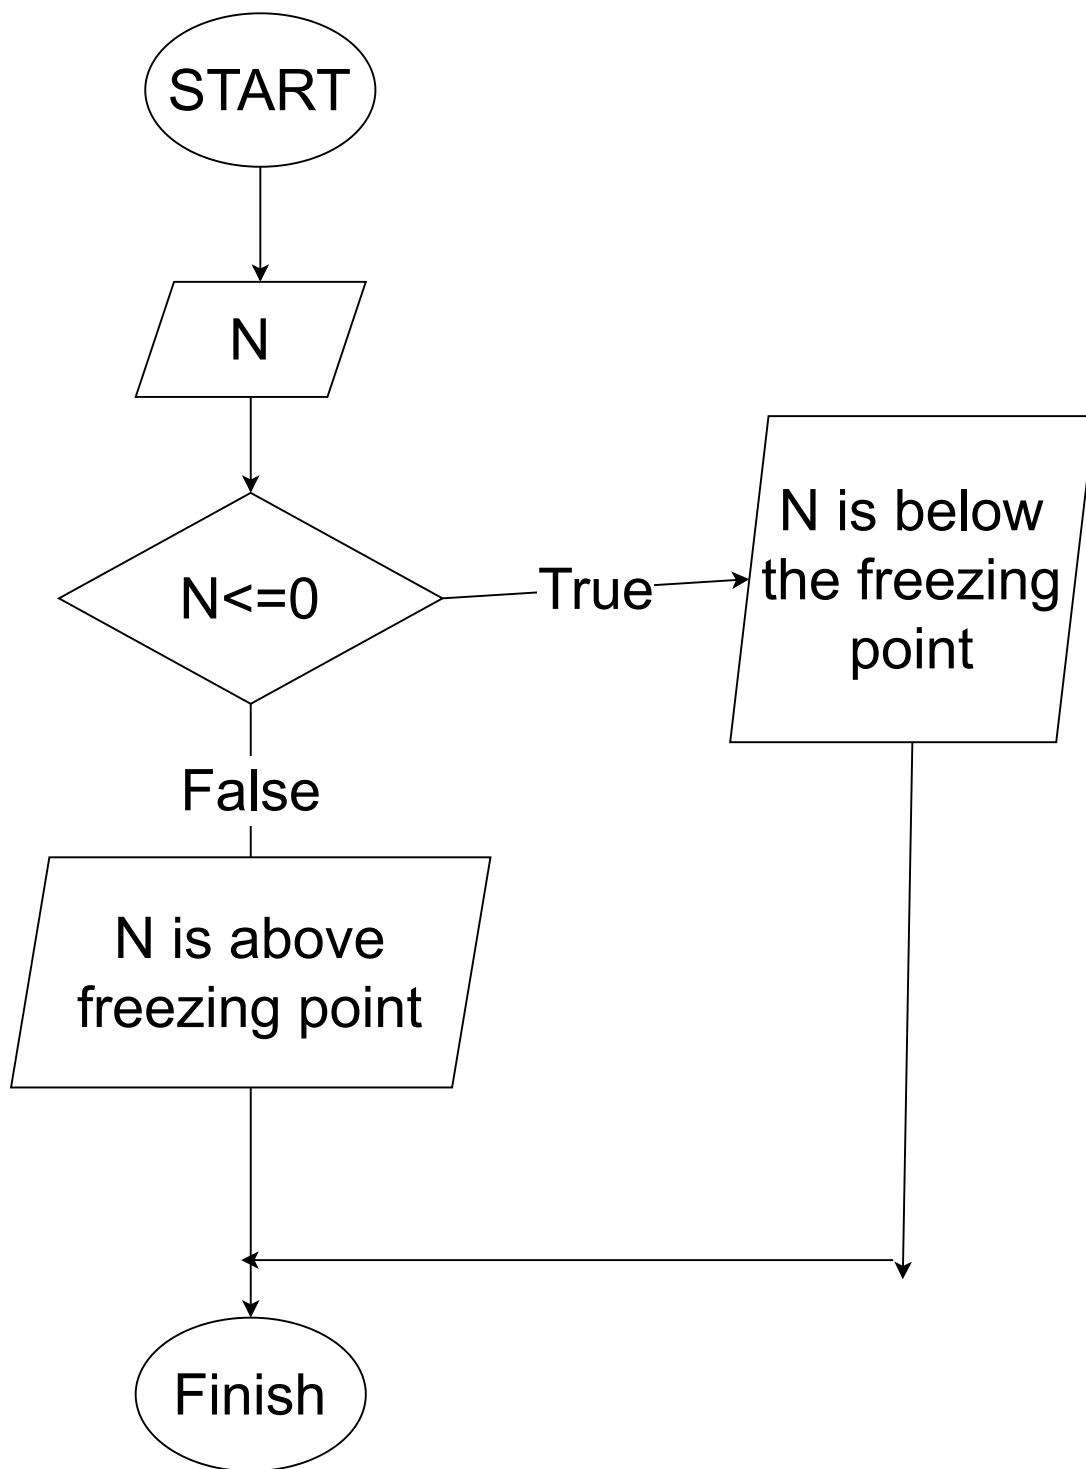 START
N
N<=0
True
N is below
the freezing
point
False
N is above
freezing point
Finish